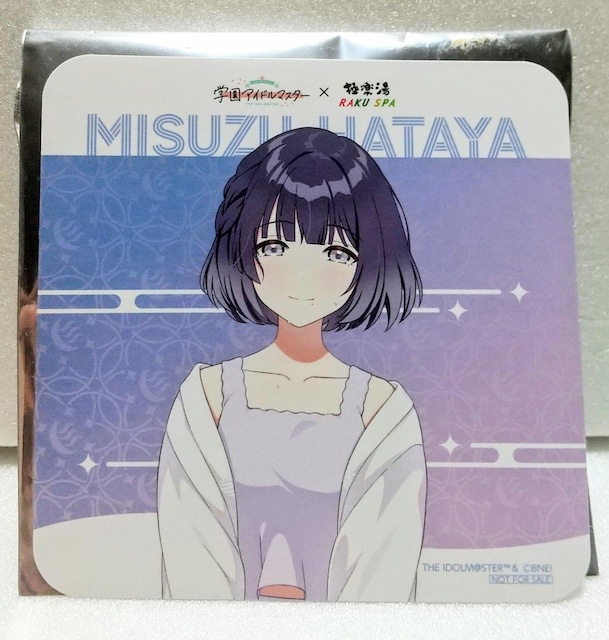 学園アイドルマスター × 極楽湯
RAKU SPA
MISUZU HATAYA
THE IDOLM@STER™& ©BNEI
NOT FOR SALE